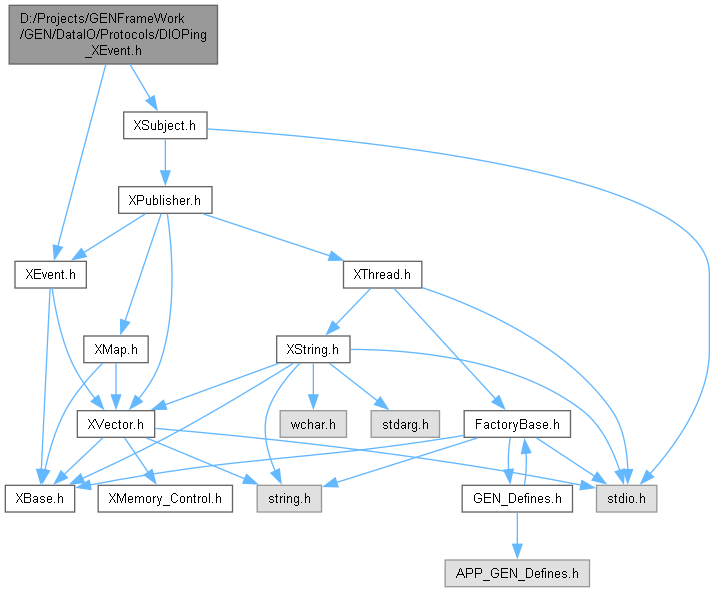 D:/Projects/GENFrameWork
/GEN/DataIO/Protocols/DIOPing
_XEvent.h
XSubject.h
XPublisher.h
XEvent.h
XThread.h
XMap.h
XString.h
XVector.h
wchar.h
stdarg.h
FactoryBase.h
XBase.h
XMemory_Control.h
string.h
GEN_Defines.h
stdio.h
APP_GEN_Defines.h